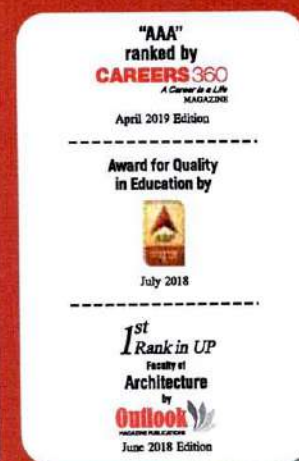 "AAA"
ranked by
CAREERS360
A Career is a Life
MAGAZINE
April 2019 Edition
Award for Quality
in Education by
ABP
न्यूज़
July 2018
1st
Rank in UP
Faculty of
Architecture
by
Outlook
MAGAZINE PUBLICATIONS
June 2018 Edition